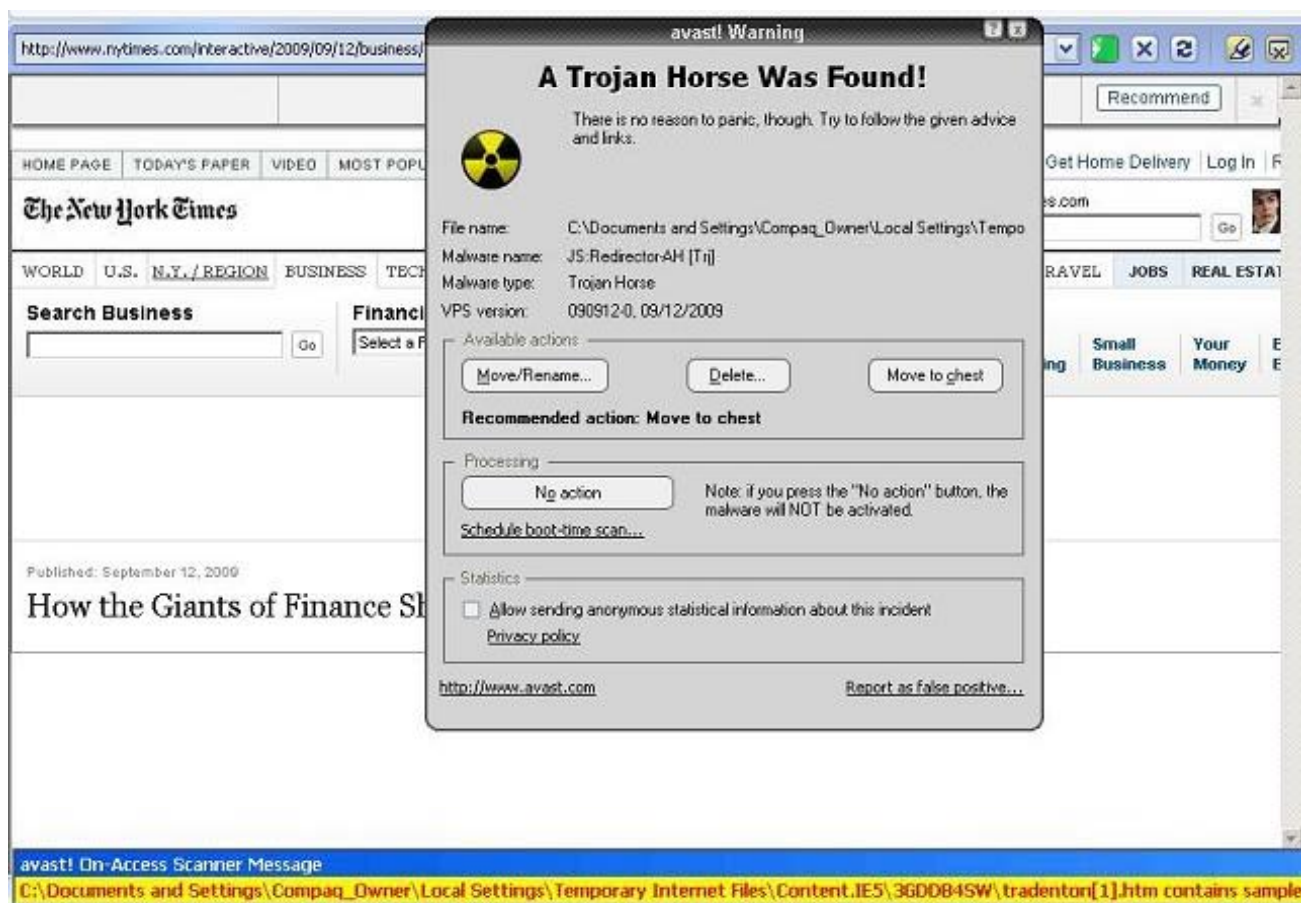 avast! Warning
http://www.nytimes.com/interactive/2009/09/12/business/
A Trojan Horse Was Found!
Recommend
There is no reason to panic, though. Try to follow the given advice
and links.
HOME PAGE TODAY'S PAPER VIDEO MOST POPU
Get Home Delivery Log In
The New York Times
es.com
Go
File name: C:\Documents and Settings\Compaq_Owner\Local Settings\Tempo
Malware name: JS:Redirector-AH [Trj]
Malware type: Trojan Horse
VPS version: 090912-0, 09/12/2009
WORLD U.S. N.Y. / REGION BUSINESS TECH
RAVEL JOBS REAL ESTAT
Search Business
Go
Financi
Select a F
ing
Small
Business
Your
Money
E
E
Available actions
Move/Rename... Delete... Move to chest
Recommended action: Move to chest
Processing
No action
Note: if you press the "No action" button, the
malware will NOT be activated.
Schedule boot-time scan...
Published: September 12, 2009
How the Giants of Finance Sh
Statistics
Allow sending anonymous statistical information about this incident
Privacy policy
http://www.avast.com
Report as false positive...
avast! On-Access Scanner Message
C:\Documents and Settings\Compaq_Owner\Local Settings\Temporary Internet Files\Content.IE5\3GDDB4SW\tradenton[1].htm contains sample